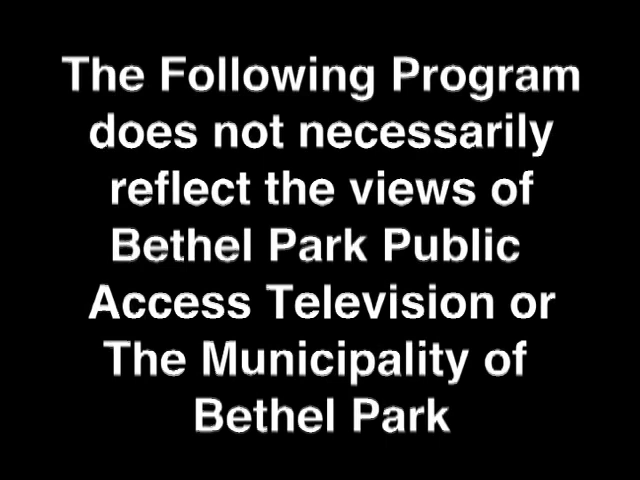 The Following Program
does not necessarily
reflect the views of
Bethel Park Public
Access Television or
The Municipality of
Bethel Park